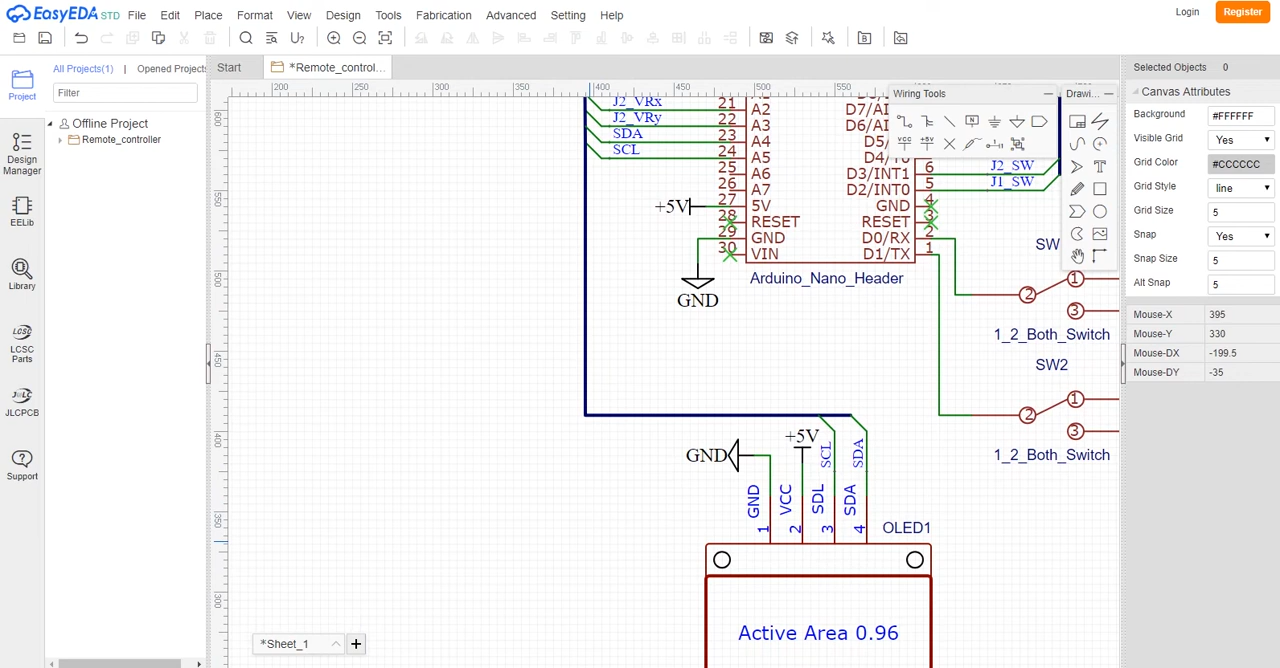 EasyEDA STD File Edit Place Format View Design Tools Fabrication Advanced Setting Help Login Register
All Projects(1) | Opened Projects Start *Remote_control...
Filter
Offline Project
Remote_controller
Project
Design
Manager
EELib
Library
LCSC
Parts
JLCPCB
Support
200 250 300 350 400 450 500 550
600
550
500
450
400
350
300
J2_VRx 21 A2
J2_VRy 22 A3 D7/AI
SDA 23 A4 D6/AI
SCL 24 A5 D5/
25 A6 D3/INT1 6 J2_SW
26 A7 D2/INT0 5 J1_SW
+5V 27 5V GND 4
28 RESET RESET 3
29 GND D0/RX 2
30 VIN D1/TX 1
Arduino_Nano_Header
GND
SW
2 1
3
1_2_Both_Switch
SW2
2 1
3
1_2_Both_Switch
+5V
GND
SCL
SDA
GND VCC SDL SDA
1 2 3 4
OLED1
Active Area 0.96
*Sheet_1
Wiring Tools
Drawi...
Selected Objects 0
Canvas Attributes
Background #FFFFFF
Visible Grid Yes
Grid Color #CCCCCC
Grid Style line
Grid Size 5
Snap Yes
Snap Size 5
Alt Snap 5
Mouse-X 395
Mouse-Y 330
Mouse-DX -199.5
Mouse-DY -35